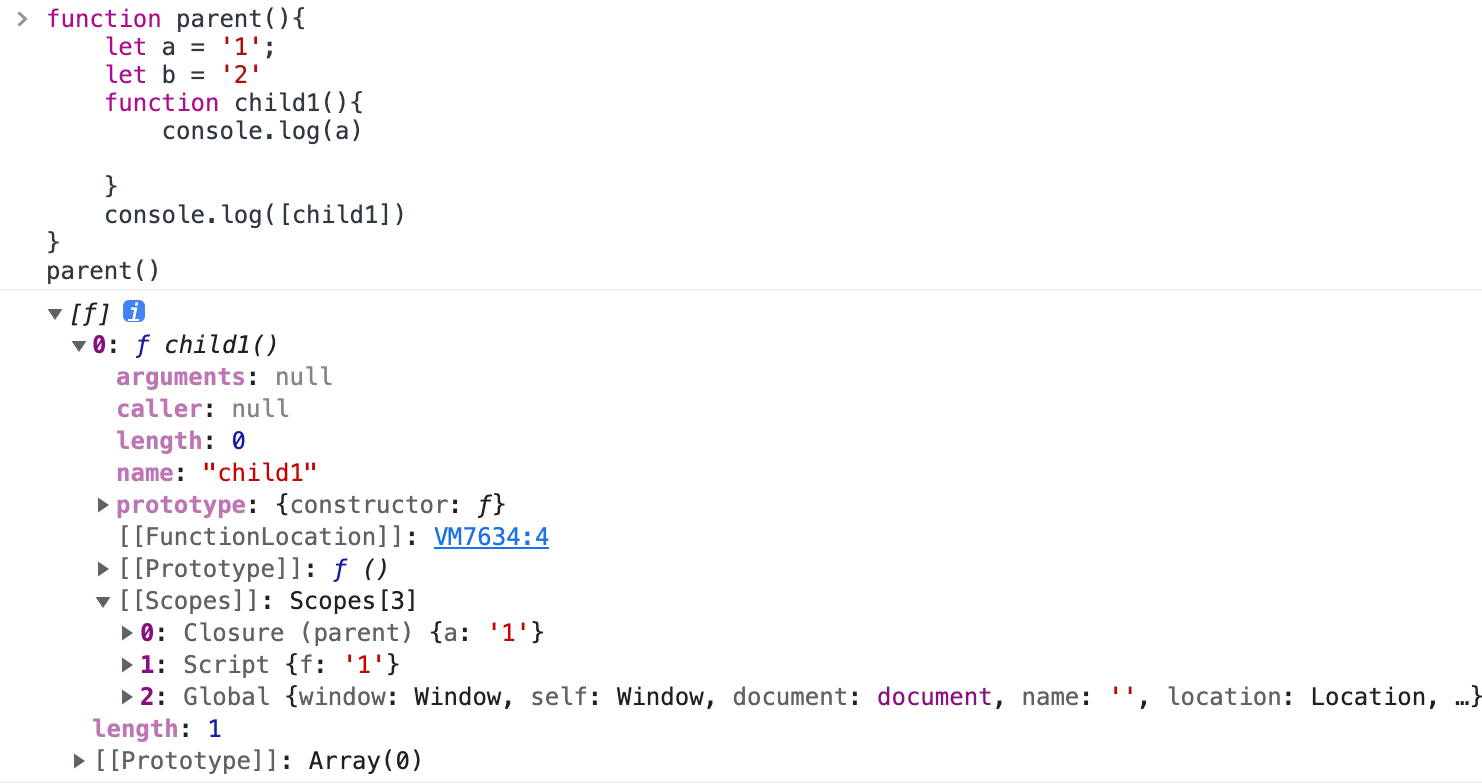 > function parent(){
let a = '1';
let b = '2'
function child1(){
console.log(a)
}
console.log([child1])
}
parent()
▼ [f] i
▼ 0: f child1()
arguments: null
caller: null
length: 0
name: "child1"
▶ prototype: {constructor: f}
[[FunctionLocation]]: VM7634:4
▶ [[Prototype]]: f ()
▼ [[Scopes]]: Scopes[3]
▶ 0: Closure (parent) {a: '1'}
▶ 1: Script {f: '1'}
▶ 2: Global {window: Window, self: Window, document: document, name: '', location: Location, …}
length: 1
▶ [[Prototype]]: Array(0)